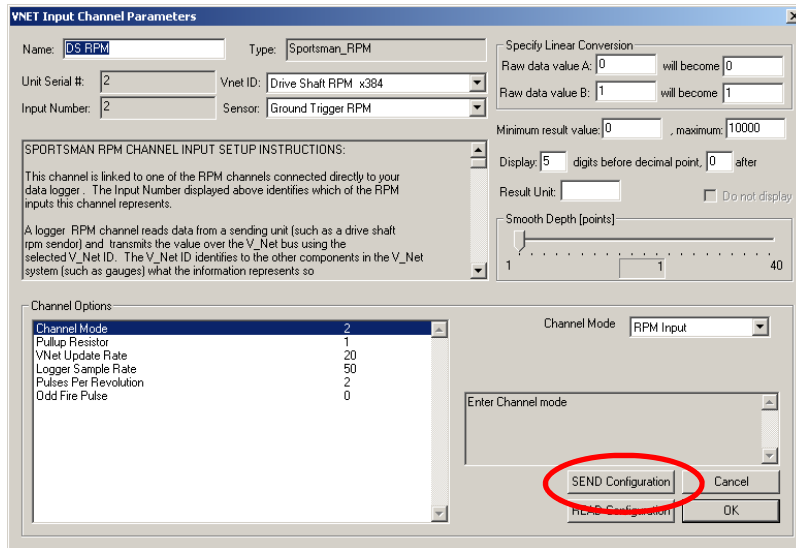 VNET Input Channel Parameters
Name: DS RPM Type: Sportsman_RPM
Unit Serial #: 2 Vnet ID: Drive Shaft RPM x384
Input Number: 2 Sensor: Ground Trigger RPM
SPORTSMAN RPM CHANNEL INPUT SETUP INSTRUCTIONS:
This channel is linked to one of the RPM channels connected directly to your
data logger . The Input Number displayed above identifies which of the RPM
inputs this channel represents.
A logger RPM channel reads data from a sending unit (such as a drive shaft
rpm sendor) and transmits the value over the V_Net bus using the
selected V_Net ID. The V_Net ID identifies to the other components in the V_Net
system (such as gauges) what the information represents so
Specify Linear Conversion
Raw data value A: 0 will become 0
Raw data value B: 1 will become 1
Minimum result value: 0 , maximum: 10000
Display: 5 digits before decimal point, 0 after
Result Unit: Do not display
Smooth Depth [points]
1 1 40
Channel Options
Channel Mode 2
Pullup Resistor 1
VNet Update Rate 20
Logger Sample Rate 50
Pulses Per Revolution 2
Odd Fire Pulse 0
Channel Mode RPM Input
Enter Channel mode
SEND Configuration Cancel
READ Configuration OK